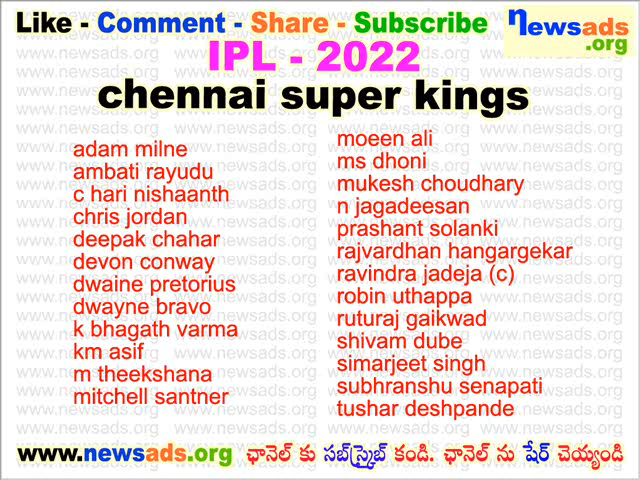 Like - Comment - Share - Subscribe
newsads
.org
IPL - 2022
chennai super kings
adam milne
ambati rayudu
c hari nishaanth
chris jordan
deepak chahar
devon conway
dwaine pretorius
dwayne bravo
k bhagath varma
km asif
m theekshana
mitchell santner
moeen ali
ms dhoni
mukesh choudhary
n jagadeesan
prashant solanki
rajvardhan hangargekar
ravindra jadeja (c)
robin uthappa
ruturaj gaikwad
shivam dube
simarjeet singh
subhranshu senapati
tushar deshpande
www.newsads.org ఛానెల్ కు సబ్‌స్క్రైబ్ కండి. ఛానెల్ ను షేర్ చెయ్యండి